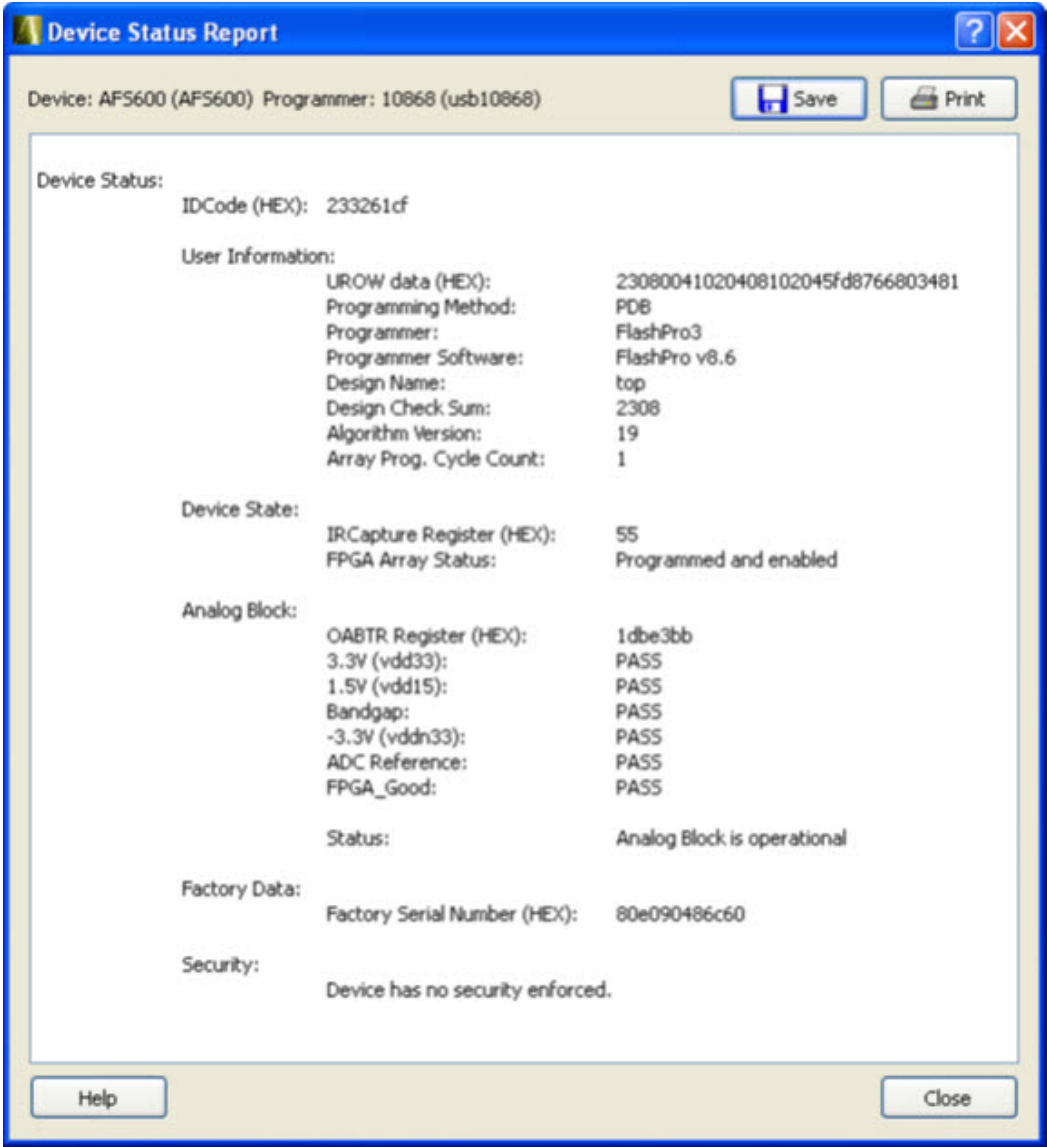 Device Status Report
Device: AFS600 (AFS600) Programmer: 10868 (usb10868)
Save
Print
Device Status:
IDCode (HEX): 233261cf
User Information:
UROW data (HEX): 23080041020408102045fd8766803481
Programming Method: PDB
Programmer: FlashPro3
Programmer Software: FlashPro v8.6
Design Name: top
Design Check Sum: 2308
Algorithm Version: 19
Array Prog. Cycle Count: 1
Device State:
IRCapture Register (HEX): 55
FPGA Array Status: Programmed and enabled
Analog Block:
OABTR Register (HEX): 1dbe3bb
3.3V (vdd33): PASS
1.5V (vdd15): PASS
Bandgap: PASS
-3.3V (vddn33): PASS
ADC Reference: PASS
FPGA_Good: PASS
Status: Analog Block is operational
Factory Data:
Factory Serial Number (HEX): 80e090486c60
Security:
Device has no security enforced.
Help
Close